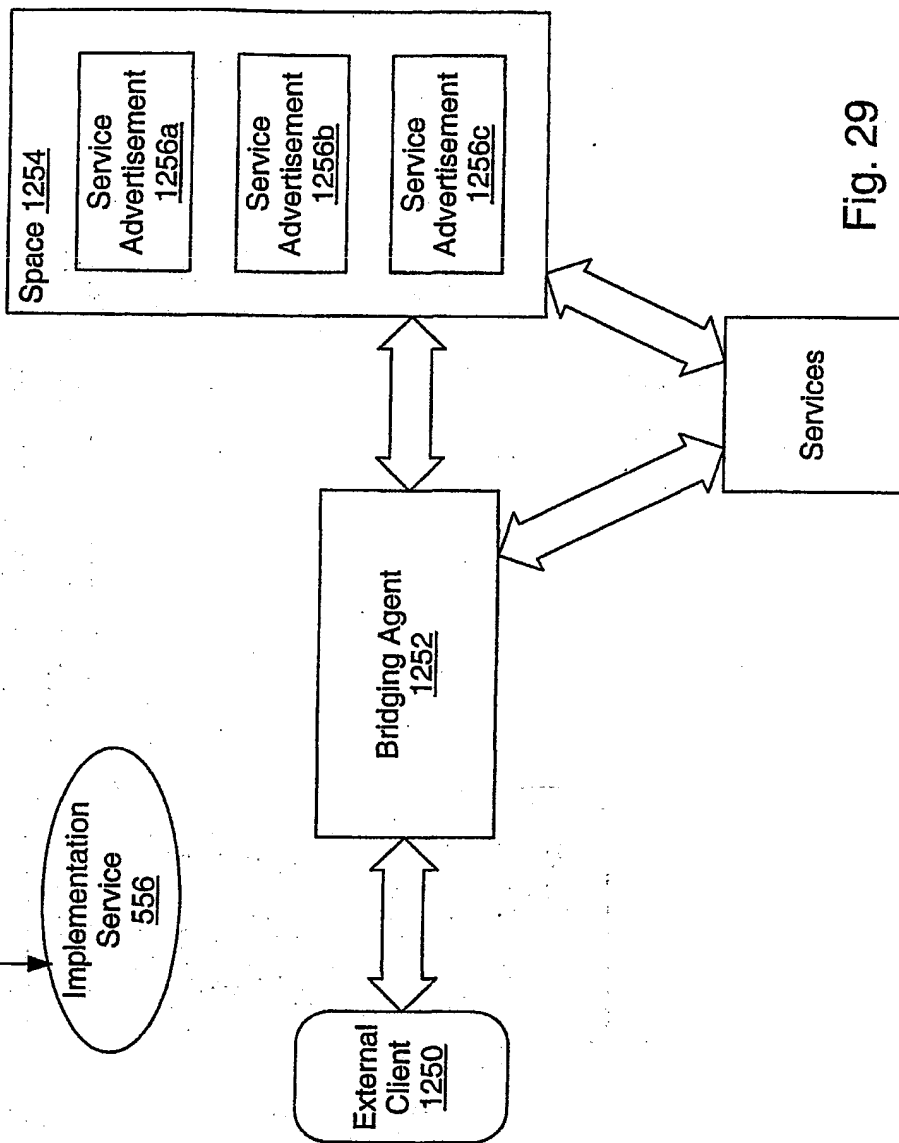 Implementation
Service
556
Space 1254
Service
Advertisement
1256a
Service
Advertisement
1256b
Service
Advertisement
1256c
External
Client
1250
Bridging Agent
1252
Services
Fig. 29